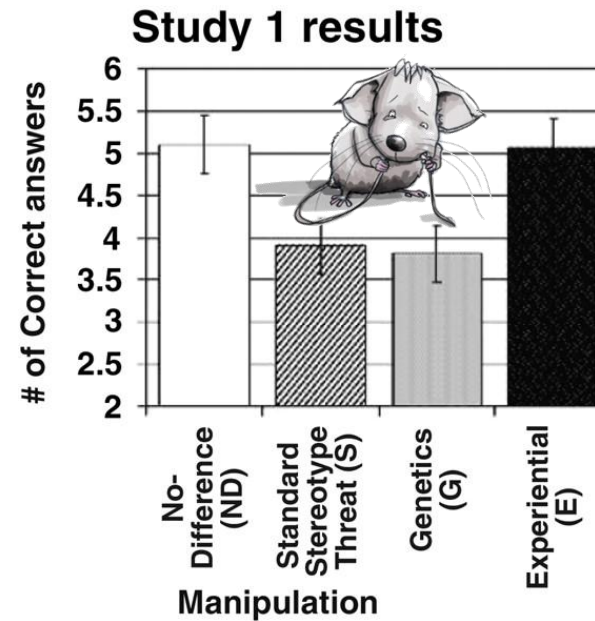 Study 1 results
# of Correct answers
6
5.5
5
4.5
4
3.5
3
2.5
2
No-
Difference
(ND)
Standard
Stereotype
Threat (S)
Genetics
(G)
Experiential
(E)
Manipulation